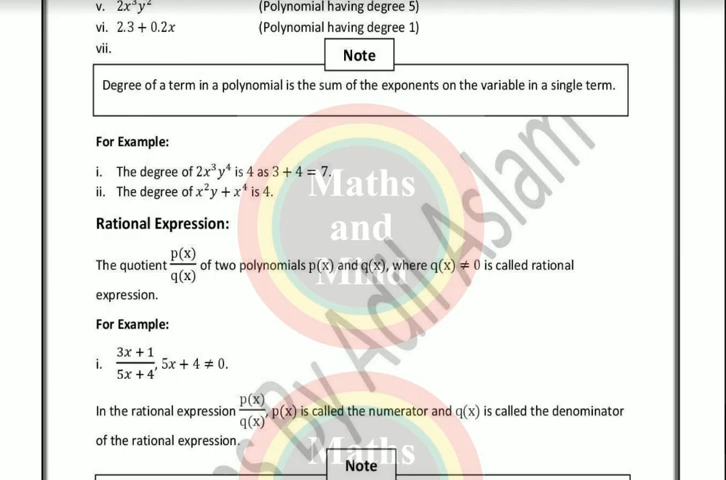 v. 2x³y² (Polynomial having degree 5)
vi. 2.3 + 0.2x (Polynomial having degree 1)
vii.
Note
Degree of a term in a polynomial is the sum of the exponents on the variable in a single term.
For Example:
i. The degree of 2x³y⁴ is 4 as 3 + 4 = 7.
ii. The degree of x²y + x⁴ is 4.
Rational Expression:
The quotient p(x)/q(x) of two polynomials p(x) and q(x), where q(x) ≠ 0 is called rational
expression.
For Example:
i. (3x + 1)/(5x + 4), 5x + 4 ≠ 0.
In the rational expression p(x)/q(x), p(x) is called the numerator and q(x) is called the denominator
of the rational expression.
Note
Maths
and
By Adil Aslam
Maths